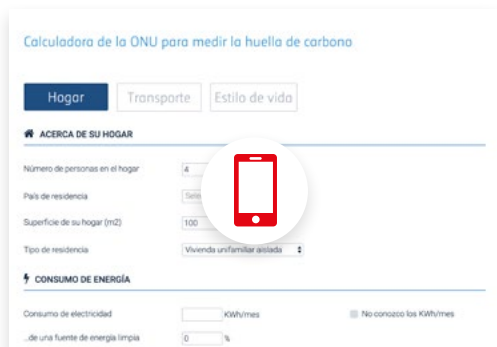 Calculadora de la ONU para medir la huella de carbono
Hogar Transporte Estilo de vida
ACERCA DE SU HOGAR
Número de personas en el hogar 4
País de residencia Sele
Superficie de su hogar (m2) 100
Tipo de residencia Vivienda unifamiliar aislada
CONSUMO DE ENERGÍA
Consumo de electricidad KWh/mes No conozco los KWh/mes
...de una fuente de energía limpia 0 %